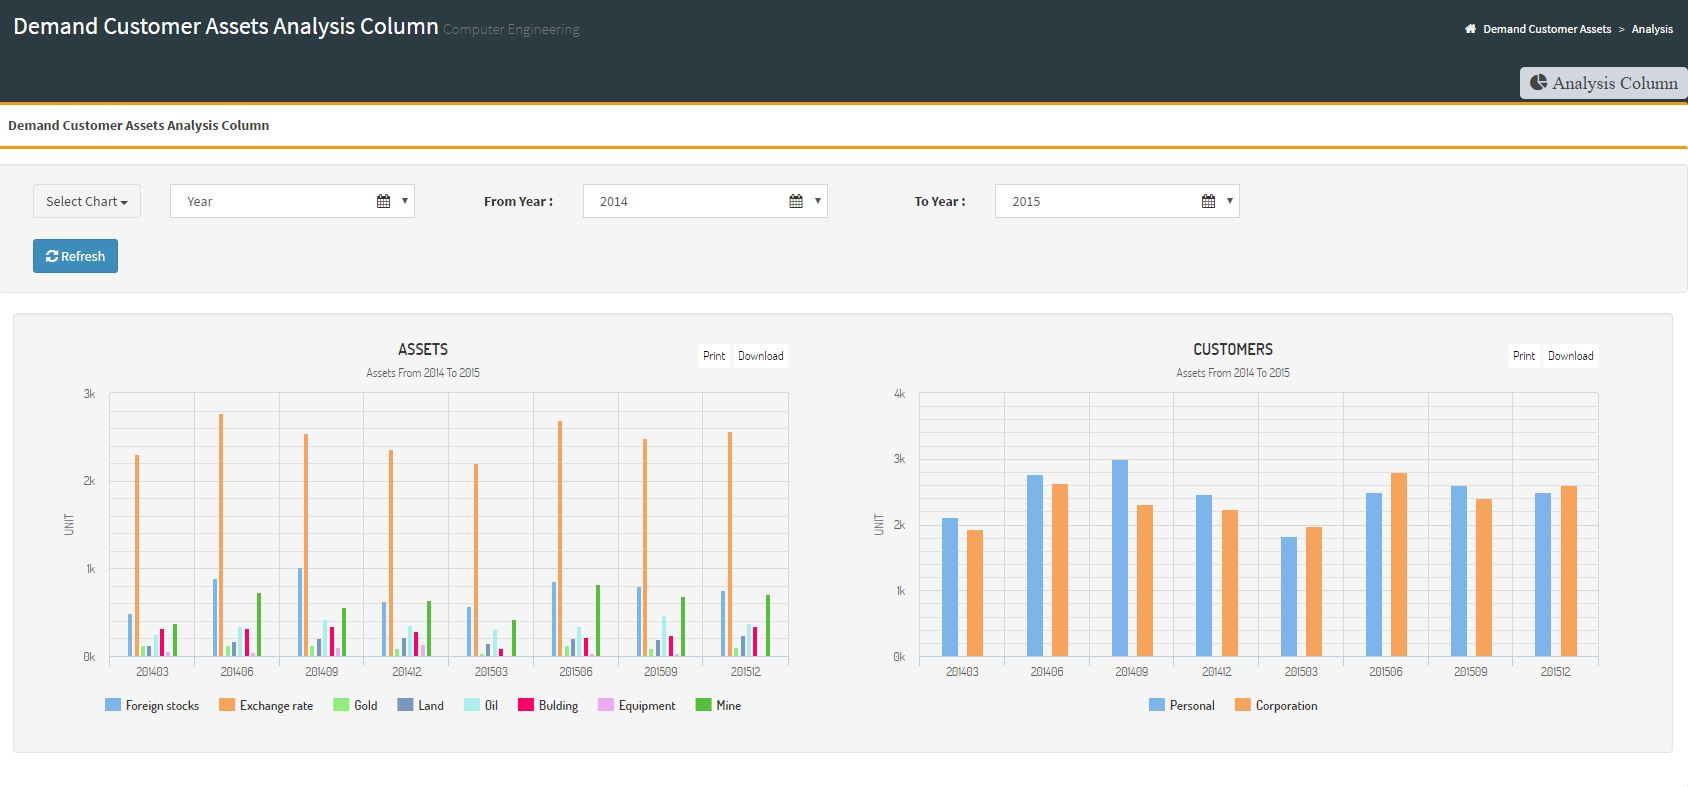 Demand Customer Assets Analysis Column Computer Engineering
Demand Customer Assets > Analysis
Analysis Column
Demand Customer Assets Analysis Column
Select Chart Year From Year : 2014 To Year : 2015
Refresh
ASSETS
Print Download
Assets From 2014 To 2015
3k
2k
1k
0k
UNIT
201403 201406 201409 201412 201503 201506 201509 201512
Foreign stocks Exchange rate Gold Land Oil Bulding Equipment Mine
CUSTOMERS
Print Download
Assets From 2014 To 2015
4k
3k
2k
1k
0k
UNIT
201403 201406 201409 201412 201503 201506 201509 201512
Personal Corporation